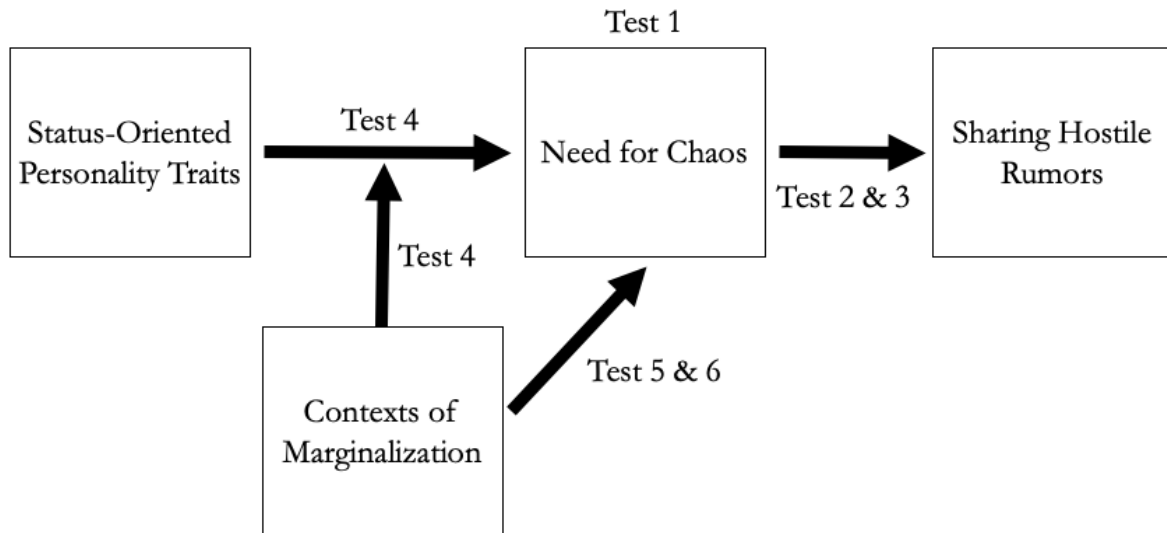 Test 1
Status-Oriented
Personality Traits
Test 4
Need for Chaos
Sharing Hostile
Rumors
Test 2 & 3
Test 4
Test 5 & 6
Contexts of
Marginalization